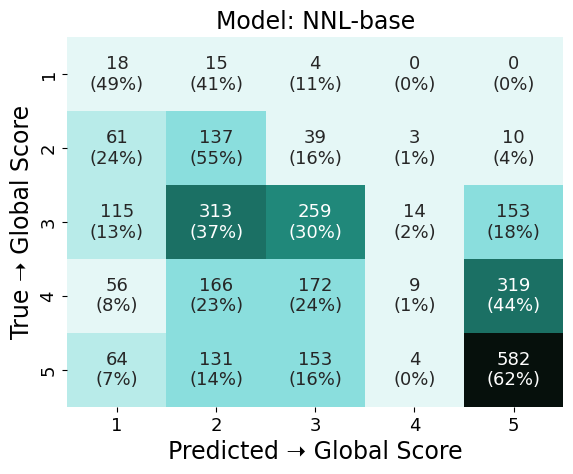 Model: NNL-base
True → Global Score
1
18 15 4 0 0
(49%) (41%) (11%) (0%) (0%)
2
61 137 39 3 10
(24%) (55%) (16%) (1%) (4%)
3
115 313 259 14 153
(13%) (37%) (30%) (2%) (18%)
4
56 166 172 9 319
(8%) (23%) (24%) (1%) (44%)
5
64 131 153 4 582
(7%) (14%) (16%) (0%) (62%)
1 2 3 4 5
Predicted → Global Score